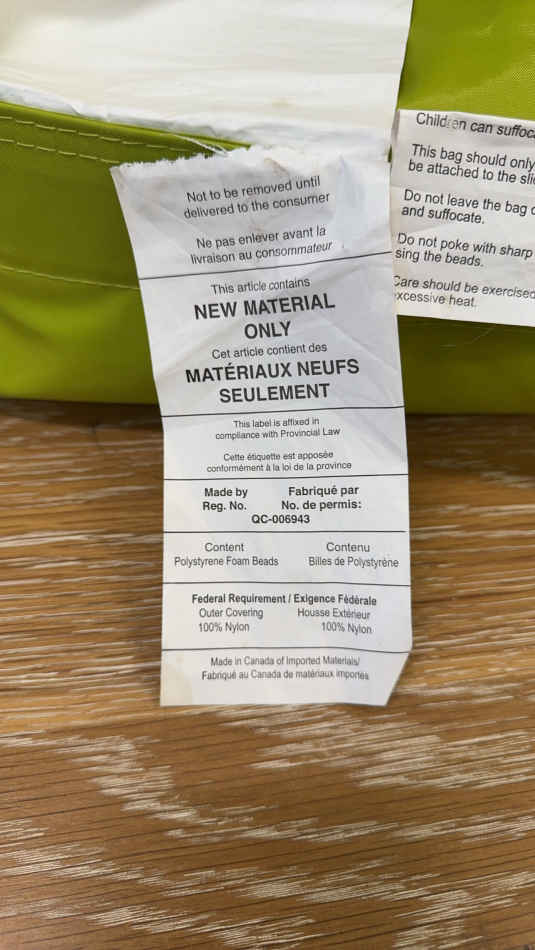 Not to be removed until
delivered to the consumer
Ne pas enlever avant la
livraison au consommateur
This article contains
NEW MATERIAL
ONLY
Cet article contient des
MATÉRIAUX NEUFS
SEULEMENT
This label is affixed in
compliance with Provincial Law
Cette étiquette est apposée
conformément à la loi de la province
Made by Fabriqué par
Reg. No. No. de permis:
QC-006943
Content Contenu
Polystyrene Foam Beads Billes de Polystyrène
Federal Requirement / Exigence Fédérale
Outer Covering Housse Extérieur
100% Nylon 100% Nylon
Made in Canada of Imported Materials/
Fabriqué au Canada de matériaux importés
Children can suffoc
This bag should only
be attached to the sli
Do not leave the bag
and suffocate.
Do not poke with sharp
sing the beads.
Care should be exercised
xcessive heat.